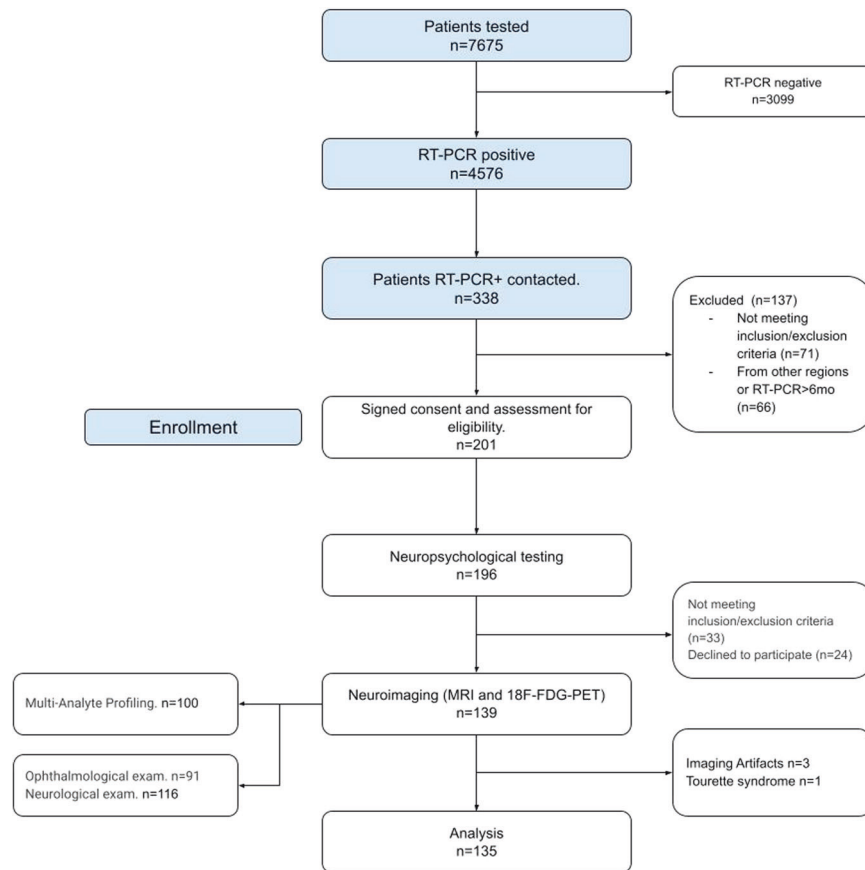 Patients tested
n=7675
RT-PCR negative
n=3099
RT-PCR positive
n=4576
Patients RT-PCR+ contacted.
n=338
Excluded (n=137)
- Not meeting
inclusion/exclusion
criteria (n=71)
- From other regions
or RT-PCR>6mo
(n=66)
Enrollment
Signed consent and assessment for
eligibility.
n=201
Neuropsychological testing
n=196
Not meeting
inclusion/exclusion criteria
(n=33)
Declined to participate (n=24)
Neuroimaging (MRI and 18F-FDG-PET)
n=139
Multi-Analyte Profiling. n=100
Ophthalmological exam. n=91
Neurological exam. n=116
Imaging Artifacts n=3
Tourette syndrome n=1
Analysis
n=135